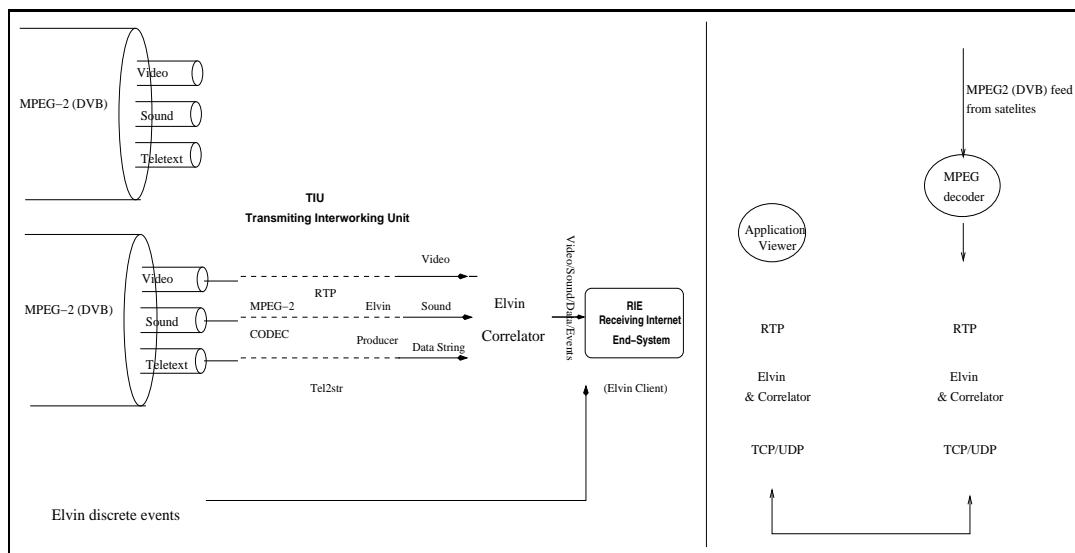 Video
MPEG−2 (DVB)
Sound
Teletext
TIU
Transmiting Interworking Unit
Video
MPEG−2 (DVB)
Sound
Teletext
RTP
MPEG−2
CODEC
Tel2str
Elvin
Producer
Video
Sound
Data String
Elvin
Correlator
Video/Sound/Data/Events
RIE
Receiving Internet
End−System
(Elvin Client)
Elvin discrete events
MPEG2 (DVB) feed
from satelites
MPEG
decoder
Application
Viewer
RTP
RTP
Elvin
& Correlator
Elvin
& Correlator
TCP/UDP
TCP/UDP